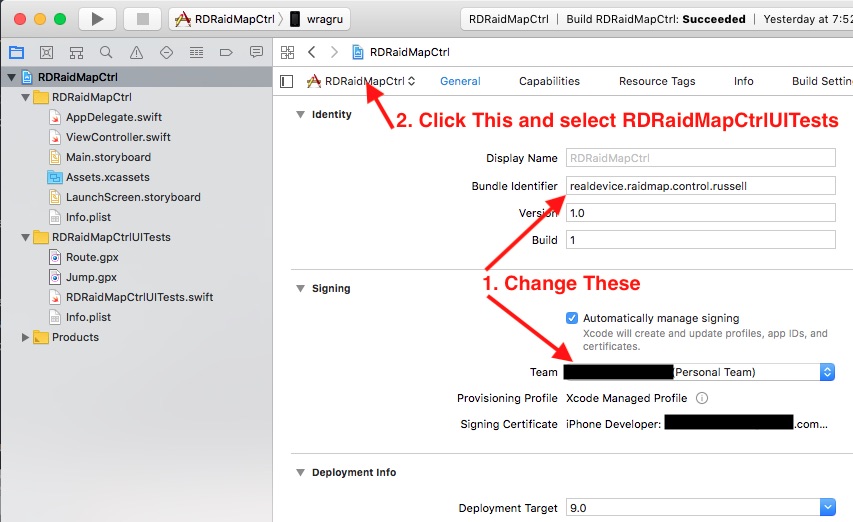 RDRaidMapCtrl
wragru
RDRaidMapCtrl
Build RDRaidMapCtrl: Succeeded
Yesterday at 7:52
RDRaidMapCtrl
RDRaidMapCtrl
RDRaidMapCtrl
AppDelegate.swift
ViewController.swift
Main.storyboard
Assets.xcassets
LaunchScreen.storyboard
Info.plist
RDRaidMapCtrlUITests
Route.gpx
Jump.gpx
RDRaidMapCtrlUITests.swift
Info.plist
Products
RDRaidMapCtrl
General
Capabilities
Resource Tags
Info
Build Settin
2. Click This and select RDRaidMapCtrlUITests
Identity
Display Name
RDRaidMapCtrl
Bundle Identifier
realdevice.raidmap.control.russell
Version
1.0
Build
1
1. Change These
Signing
Automatically manage signing
Xcode will create and update profiles, app IDs, and
certificates.
Team
(Personal Team)
Provisioning Profile
Xcode Managed Profile
Signing Certificate
iPhone Developer:
.com...
Deployment Info
Deployment Target
9.0